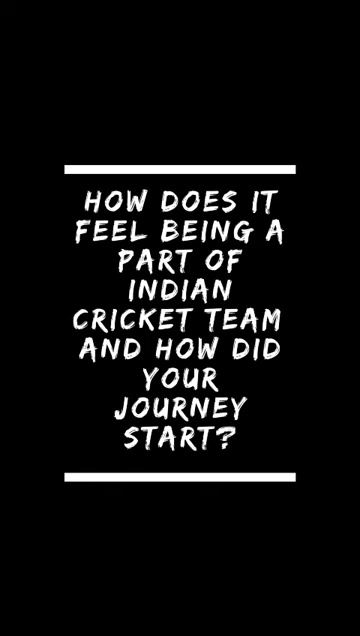 HOW DOES IT
FEEL BEING A
PART OF
INDIAN
CRICKET TEAM
AND HOW DID
YOUR
JOURNEY
START?